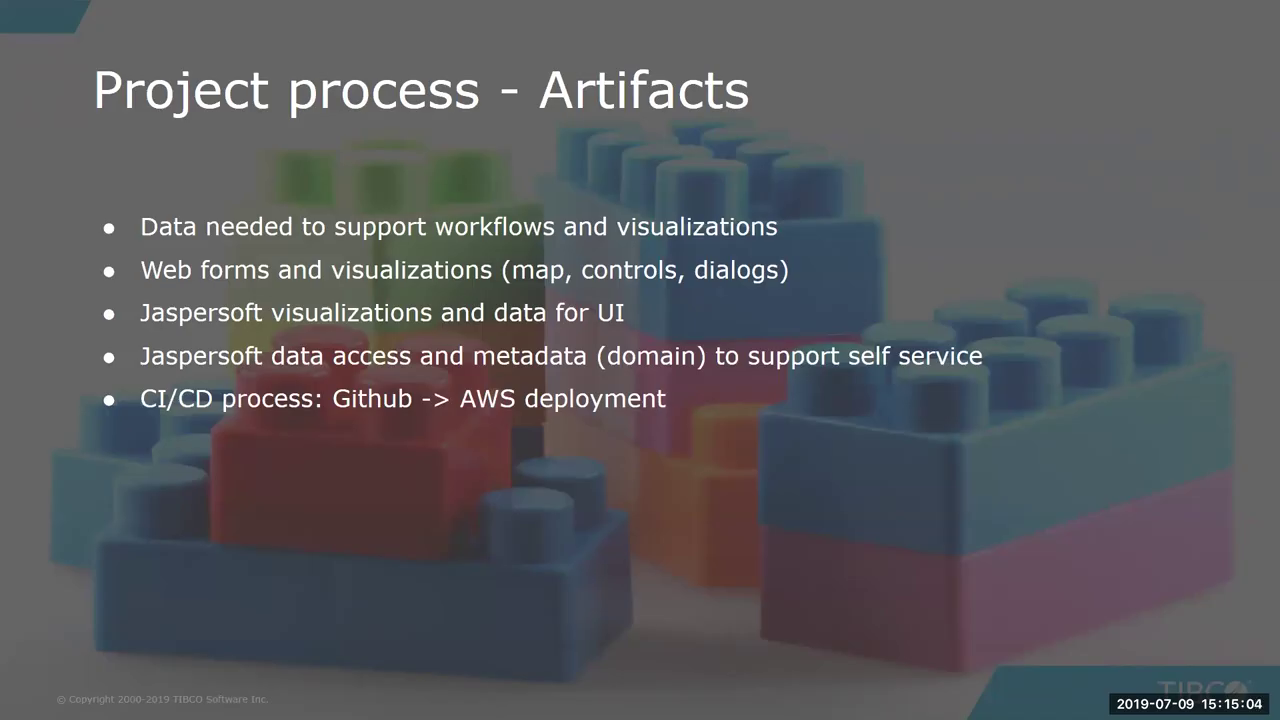 Project process - Artifacts
● Data needed to support workflows and visualizations
● Web forms and visualizations (map, controls, dialogs)
● Jaspersoft visualizations and data for UI
● Jaspersoft data access and metadata (domain) to support self service
● CI/CD process: Github -> AWS deployment
© Copyright 2000-2019 TIBCO Software Inc.
TIBCO
2019-07-09 15:15:04